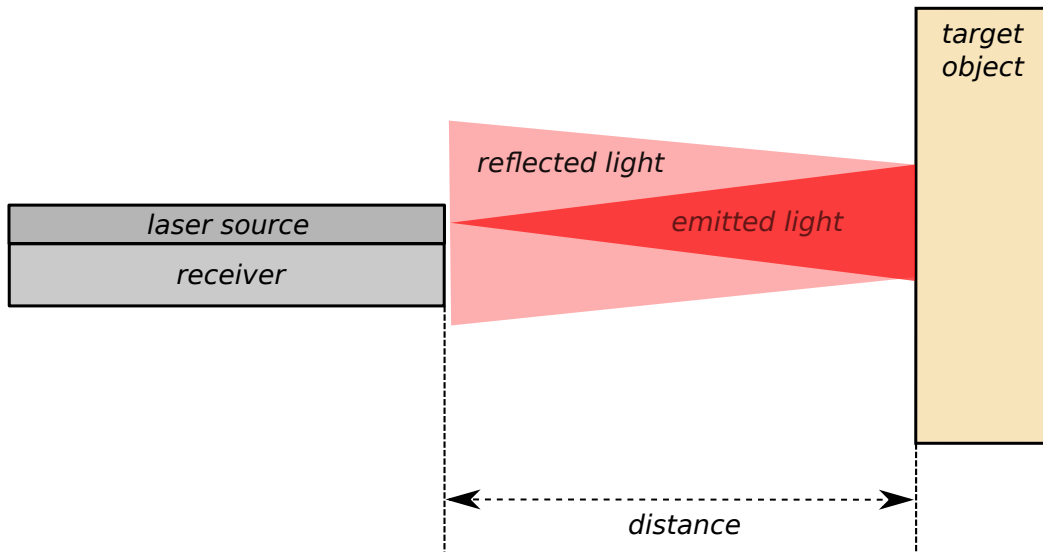 target
object
reflected light
emitted light
laser source
receiver
distance